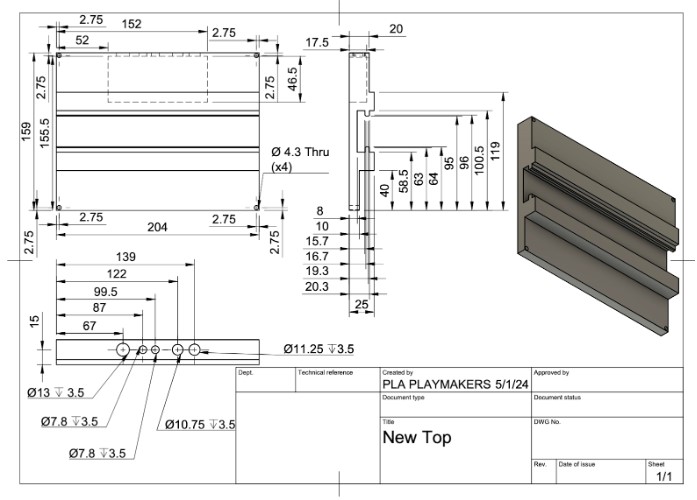 2.75
152
2.75
52
20
17.5
2.75
2.75
46.5
159
155.5
Ø 4.3 Thru
(x4)
40
58.5
63
64
95
96
100.5
119
2.75
2.75
2.75
2.75
204
8
10
15.7
16.7
19.3
20.3
25
139
122
99.5
87
67
15
Ø11.25 ↧3.5
Ø13 ↧ 3.5
Ø7.8 ↧3.5
Ø10.75 ↧3.5
Ø7.8 ↧3.5
Dept.
Technical reference
Created by
Approved by
PLA PLAYMAKERS 5/1/24
Document type
Document status
Title
DWG No.
New Top
Rev.
Date of issue
Sheet
1/1